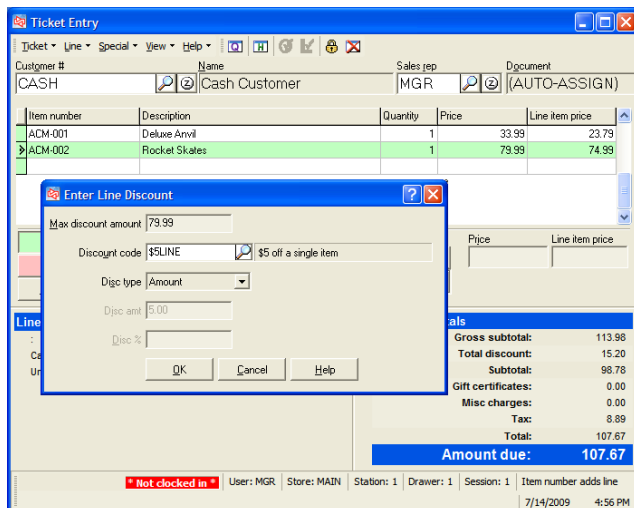 Ticket Entry
Ticket Line Special View Help
Customer # Name Sales rep Document
CASH Cash Customer MGR (AUTO-ASSIGN)
Item number Description Quantity Price Line item price
ACM-001 Deluxe Anvil 1 33.99 23.79
ACM-002 Rocket Skates 1 79.99 74.99
Enter Line Discount
Max discount amount 79.99
Discount code $5LINE $5 off a single item
Disc type Amount
Disc amt 5.00
Disc %
OK Cancel Help
Price Line item price
Line
:
Ca
Un
als
Gross subtotal: 113.98
Total discount: 15.20
Subtotal: 98.78
Gift certificates: 0.00
Misc charges: 0.00
Tax: 8.89
Total: 107.67
Amount due: 107.67
* Not clocked in * User: MGR Store: MAIN Station: 1 Drawer: 1 Session: 1 Item number adds line
7/14/2009 4:56 PM